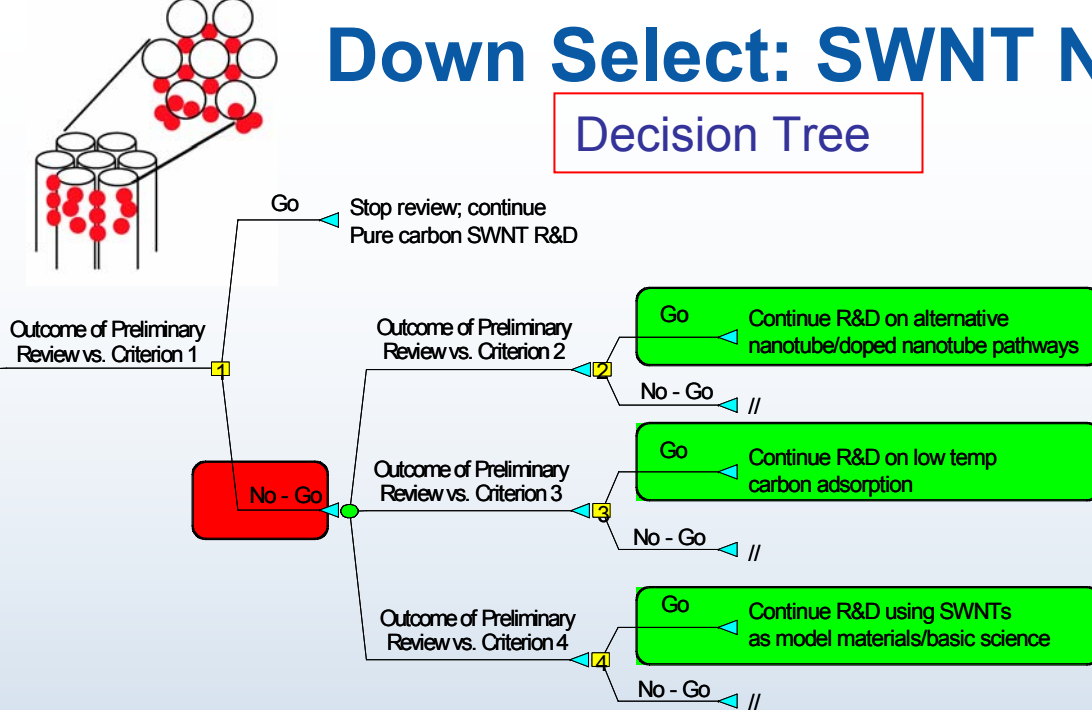 Down Select: SWNT N
Decision Tree
Go
Stop review; continue
Pure carbon SWNT R&D
Outcome of Preliminary
Review vs. Criterion 1
1
No - Go
Outcome of Preliminary
Review vs. Criterion 2
2
Go
Continue R&D on alternative
nanotube/doped nanotube pathways
No - Go
//
Outcome of Preliminary
Review vs. Criterion 3
3
Go
Continue R&D on low temp
carbon adsorption
No - Go
//
Outcome of Preliminary
Review vs. Criterion 4
4
Go
Continue R&D using SWNTs
as model materials/basic science
No - Go
//